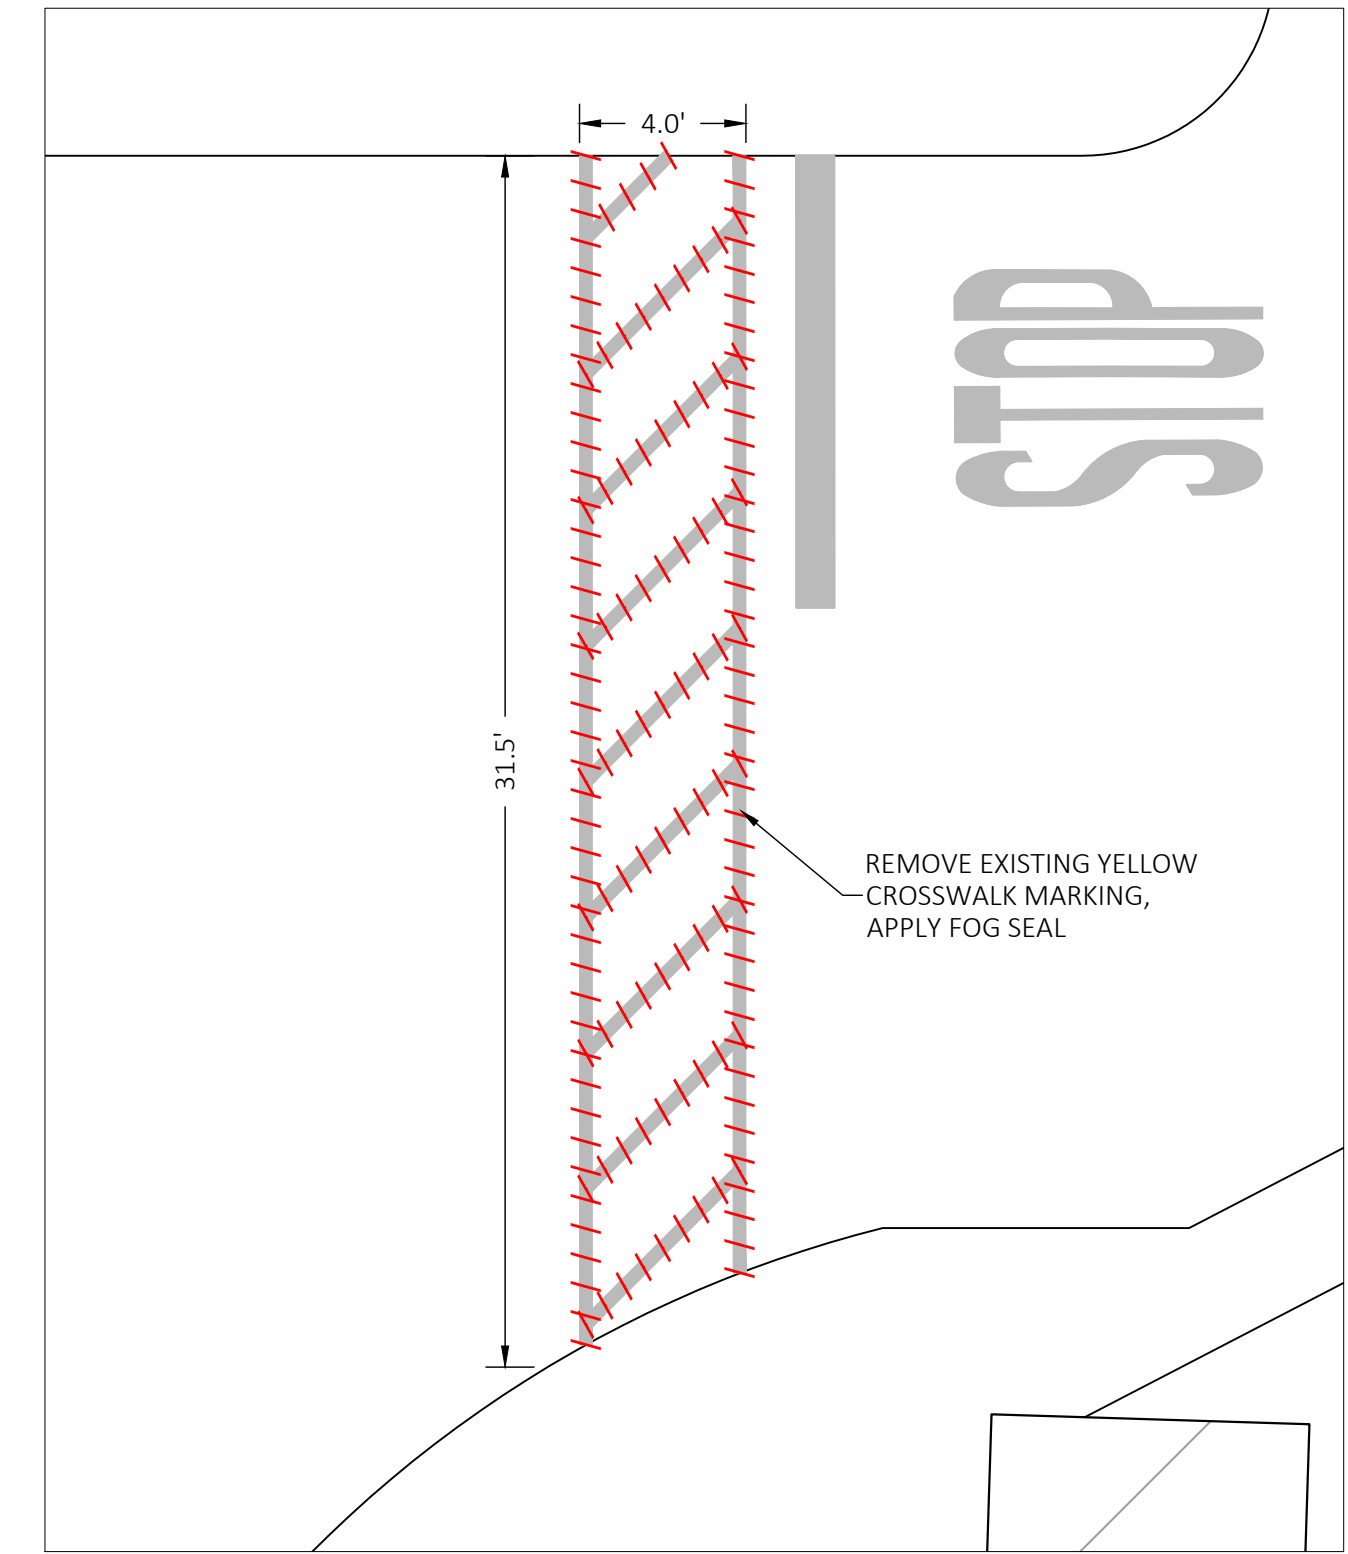 4.0'
STOP
31.5'
REMOVE EXISTING YELLOW
CROSSWALK MARKING,
APPLY FOG SEAL